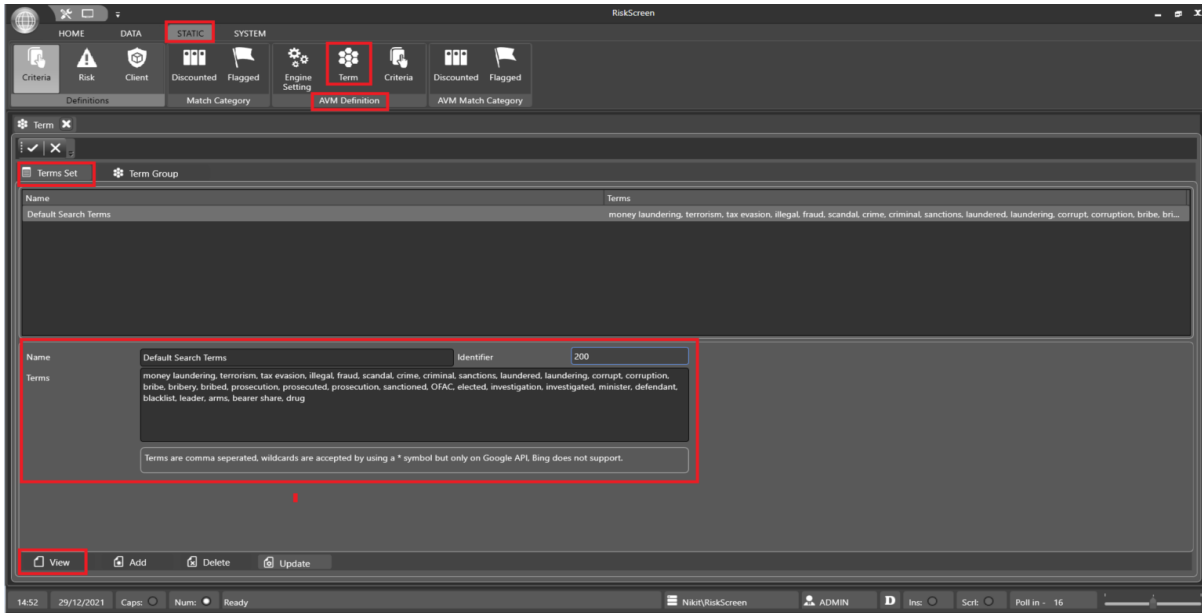 RiskScreen
HOME DATA STATIC SYSTEM
Criteria Risk Client Discounted Flagged Engine Setting Term Criteria Discounted Flagged
Definitions Match Category AVM Definition AVM Match Category
Term
Terms Set Term Group
Name Terms
Default Search Terms money laundering, terrorism, tax evasion, illegal, fraud, scandal, crime, criminal, sanctions, laundered, laundering, corrupt, corruption, bribe, bri...
Name Default Search Terms Identifier 200
Terms money laundering, terrorism, tax evasion, illegal, fraud, scandal, crime, criminal, sanctions, laundered, laundering, corrupt, corruption,
bribe, bribery, bribed, prosecution, prosecuted, prosecution, sanctioned, OFAC, elected, investigation, investigated, minister, defendant,
blacklist, leader, arms, bearer share, drug
Terms are comma seperated, wildcards are accepted by using a * symbol but only on Google API, Bing does not support.
View Add Delete Update
14:52 29/12/2021 Caps: Num: Ready Nikit\RiskScreen ADMIN D Ins: Scrl: Poll in - 16